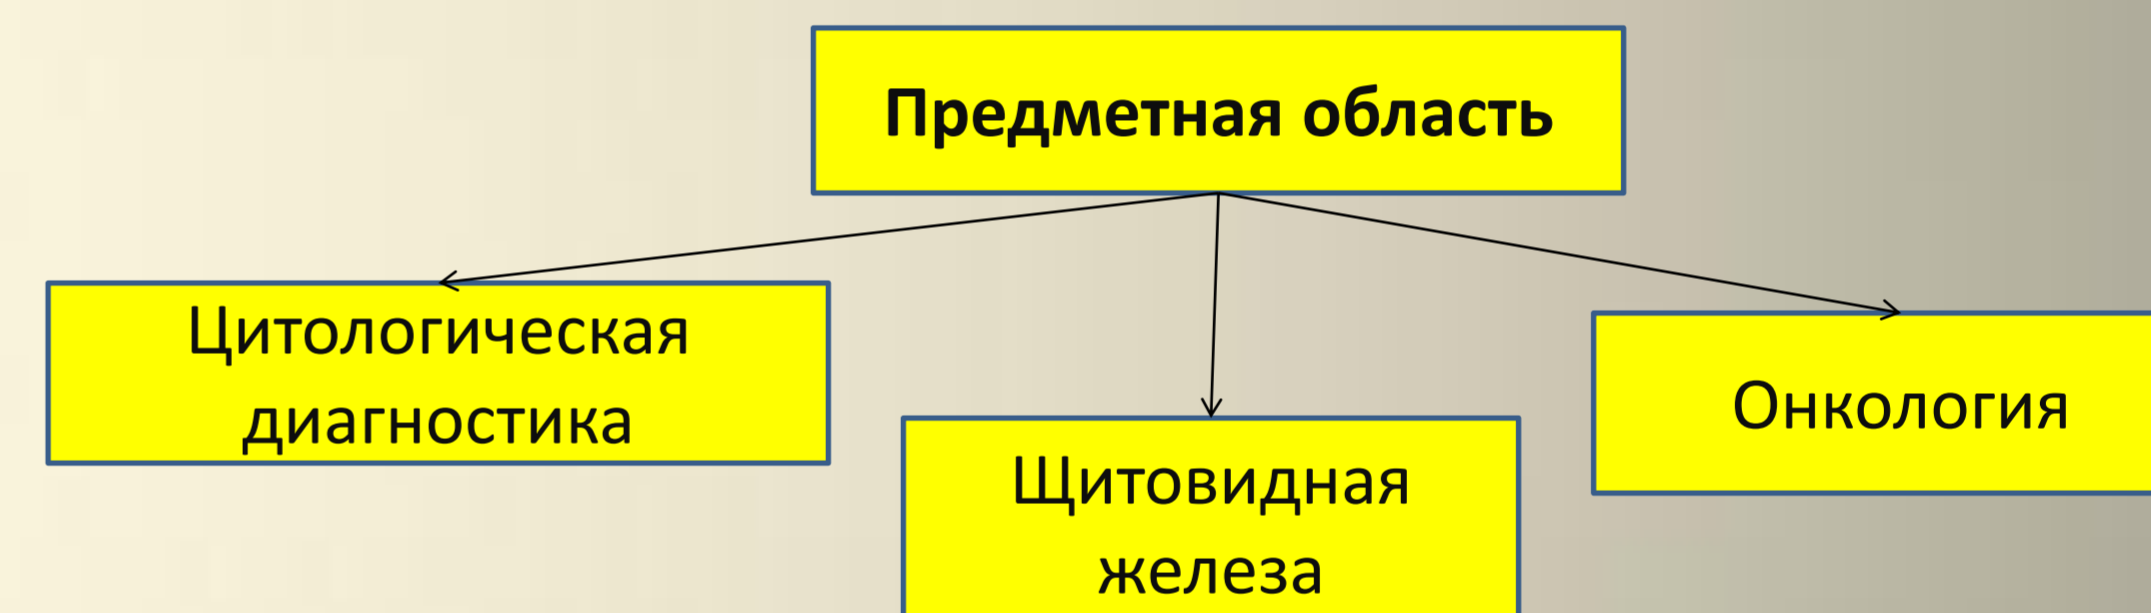 Предметная область
Цитологическая
диагностика
Щитовидная
железа
Онкология